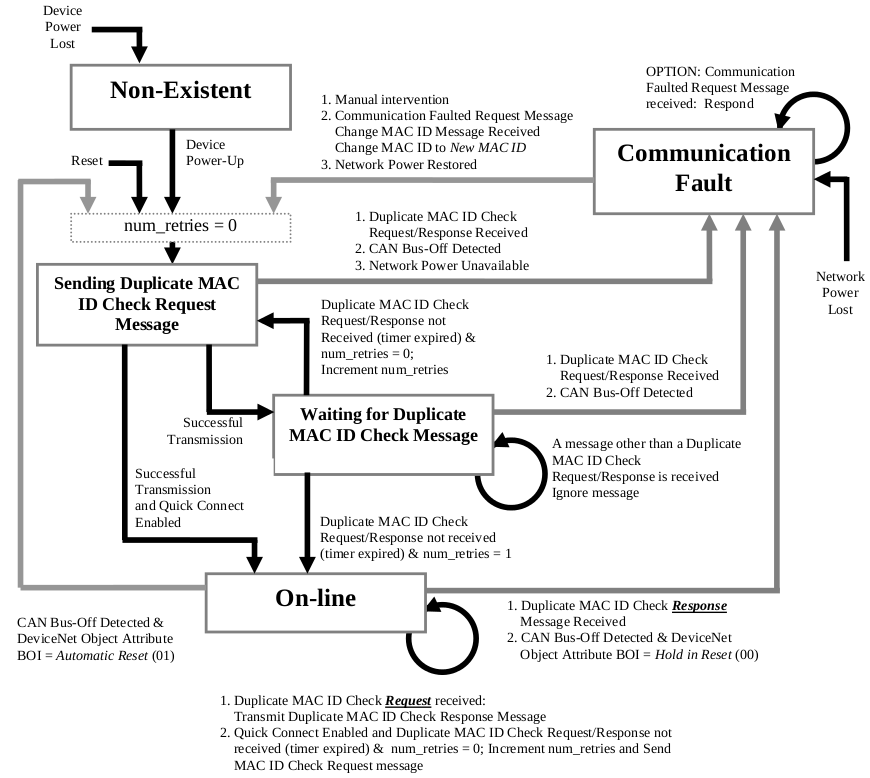 Device
Power
Lost
Non-Existent
Device
Power-Up
Reset
num_retries = 0
1. Manual intervention
2. Communication Faulted Request Message
Change MAC ID Message Received
Change MAC ID to New MAC ID
3. Network Power Restored
OPTION: Communication
Faulted Request Message
received: Respond
Communication
Fault
Network
Power
Lost
1. Duplicate MAC ID Check
Request/Response Received
2. CAN Bus-Off Detected
3. Network Power Unavailable
Sending Duplicate MAC
ID Check Request
Message
Duplicate MAC ID Check
Request/Response not
Received (timer expired) &
num_retries = 0;
Increment num_retries
1. Duplicate MAC ID Check
Request/Response Received
2. CAN Bus-Off Detected
Successful
Transmission
Waiting for Duplicate
MAC ID Check Message
A message other than a Duplicate
MAC ID Check
Request/Response is received
Ignore message
Successful
Transmission
and Quick Connect
Enabled
Duplicate MAC ID Check
Request/Response not received
(timer expired) & num_retries = 1
On-line
CAN Bus-Off Detected &
DeviceNet Object Attribute
BOI = Automatic Reset (01)
1. Duplicate MAC ID Check Response
Message Received
2. CAN Bus-Off Detected & DeviceNet
Object Attribute BOI = Hold in Reset (00)
1. Duplicate MAC ID Check Request received:
Transmit Duplicate MAC ID Check Response Message
2. Quick Connect Enabled and Duplicate MAC ID Check Request/Response not
received (timer expired) & num_retries = 0; Increment num_retries and Send
MAC ID Check Request message